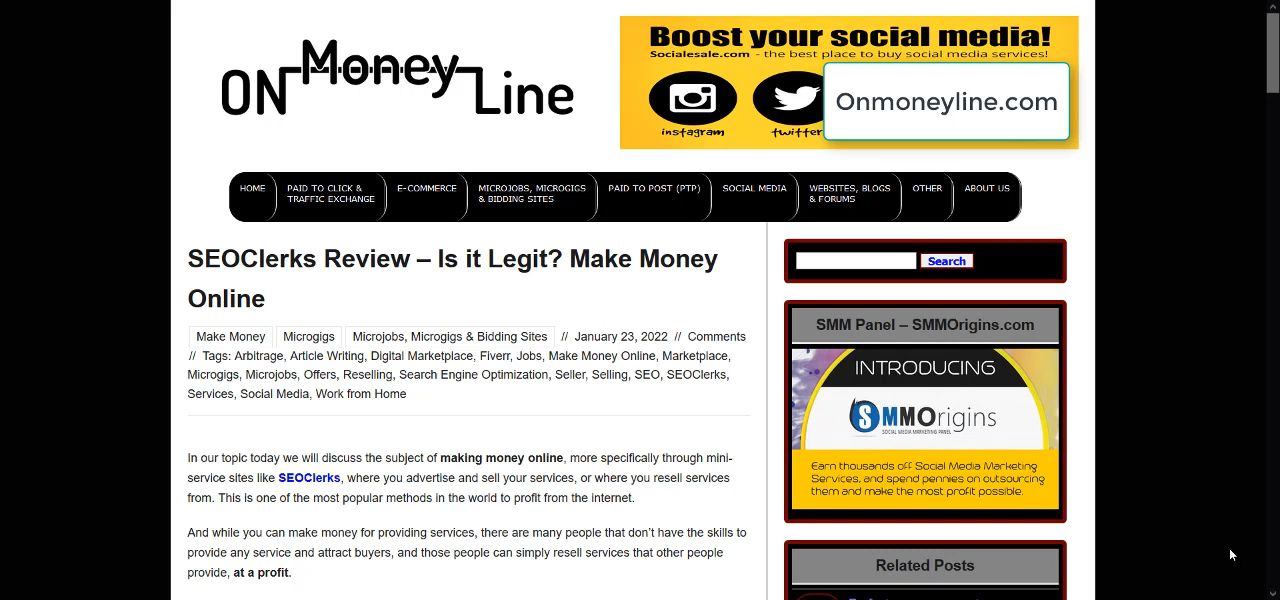 ON Money Line
Boost your social media!
Socialesale.com - the best place to buy social media services!
instagram
twitter
Onmoneyline.com
HOME
PAID TO CLICK &
TRAFFIC EXCHANGE
E-COMMERCE
MICROJOBS, MICROGIGS
& BIDDING SITES
PAID TO POST (PTP)
SOCIAL MEDIA
WEBSITES, BLOGS
& FORUMS
OTHER
ABOUT US
SEOClerks Review – Is it Legit? Make Money
Online
Make Money Microgigs Microjobs, Microgigs & Bidding Sites // January 23, 2022 // Comments
// Tags: Arbitrage, Article Writing, Digital Marketplace, Fiverr, Jobs, Make Money Online, Marketplace,
Microgigs, Microjobs, Offers, Reselling, Search Engine Optimization, Seller, Selling, SEO, SEOClerks,
Services, Social Media, Work from Home
In our topic today we will discuss the subject of making money online, more specifically through mini-
service sites like SEOClerks, where you advertise and sell your services, or where you resell services
from. This is one of the most popular methods in the world to profit from the internet.
And while you can make money for providing services, there are many people that don’t have the skills to
provide any service and attract buyers, and those people can simply resell services that other people
provide, at a profit.
Search
SMM Panel – SMMOrigins.com
INTRODUCING
SMMOrigins
SOCIAL MEDIA MARKETING PANEL
Earn thousands off Social Media Marketing
Services, and spend pennies on outsourcing
them and make the most profit possible.
Related Posts